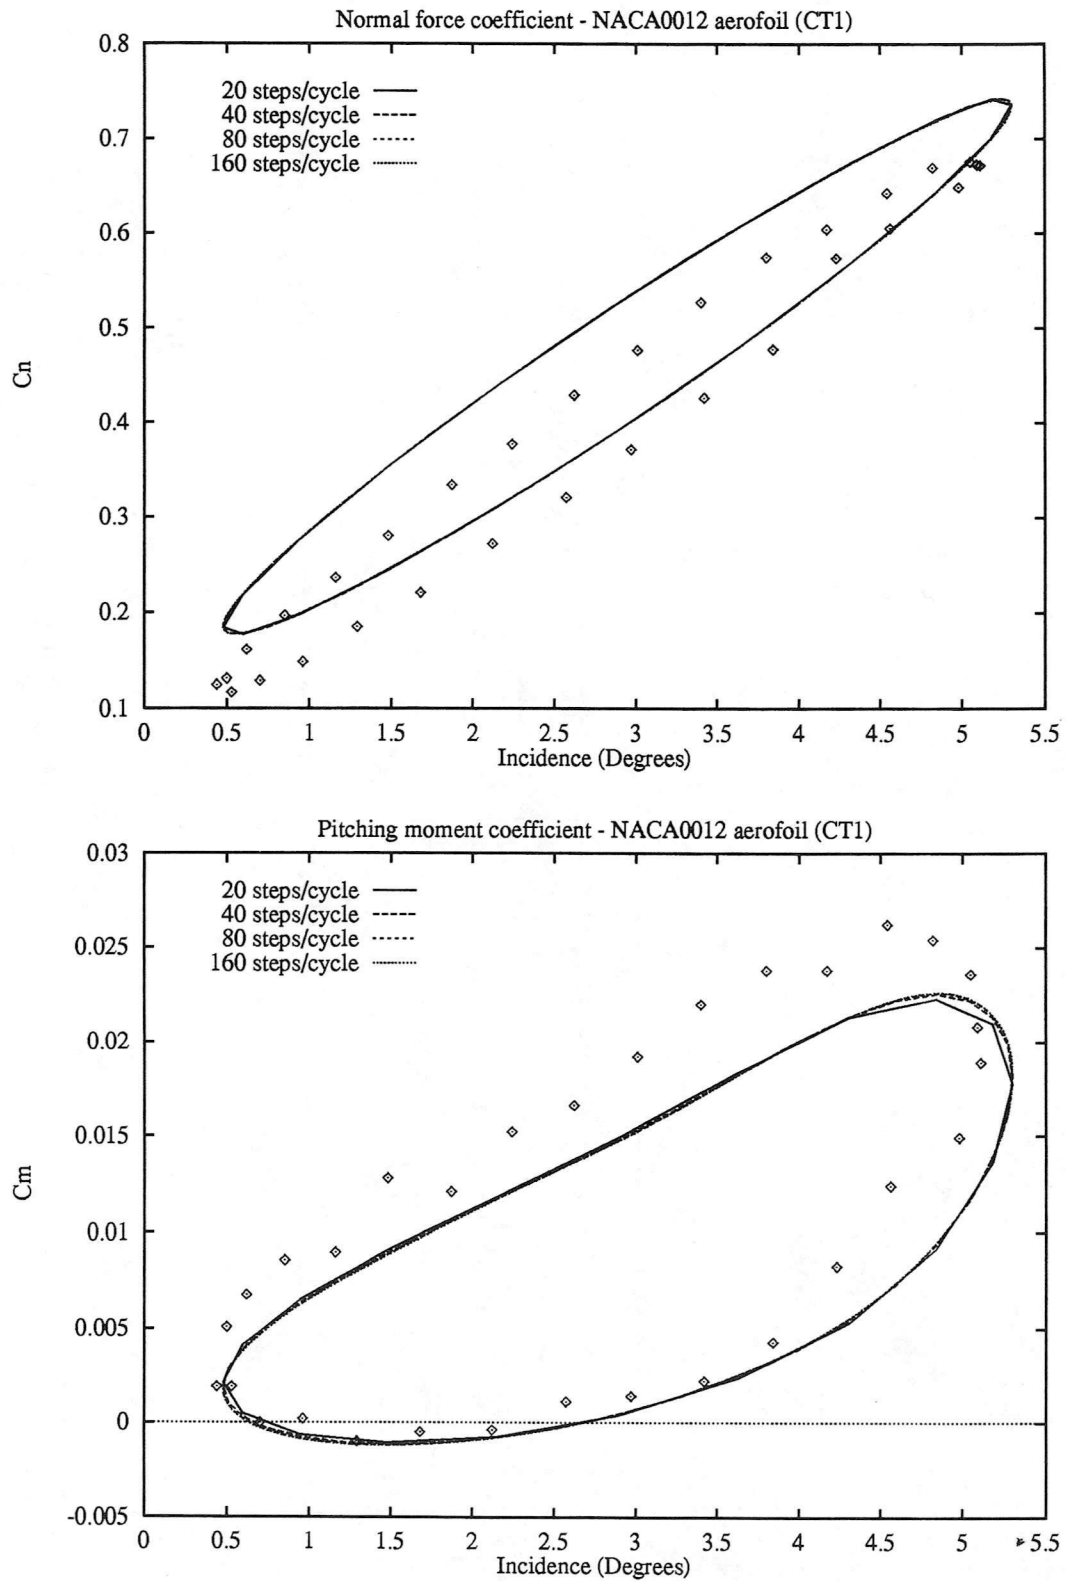 Normal force coefficient - NACA0012 aerofoil (CT1)
0.8
20 steps/cycle
40 steps/cycle
80 steps/cycle
160 steps/cycle
0.7
0.6
0.5
Cn
0.4
0.3
0.2
0.1
0 0.5 1 1.5 2 2.5 3 3.5 4 4.5 5 5.5
Incidence (Degrees)
Pitching moment coefficient - NACA0012 aerofoil (CT1)
0.03
20 steps/cycle
40 steps/cycle
80 steps/cycle
160 steps/cycle
0.025
0.02
0.015
Cm
0.01
0.005
0
-0.005
0 0.5 1 1.5 2 2.5 3 3.5 4 4.5 5 5.5
Incidence (Degrees)